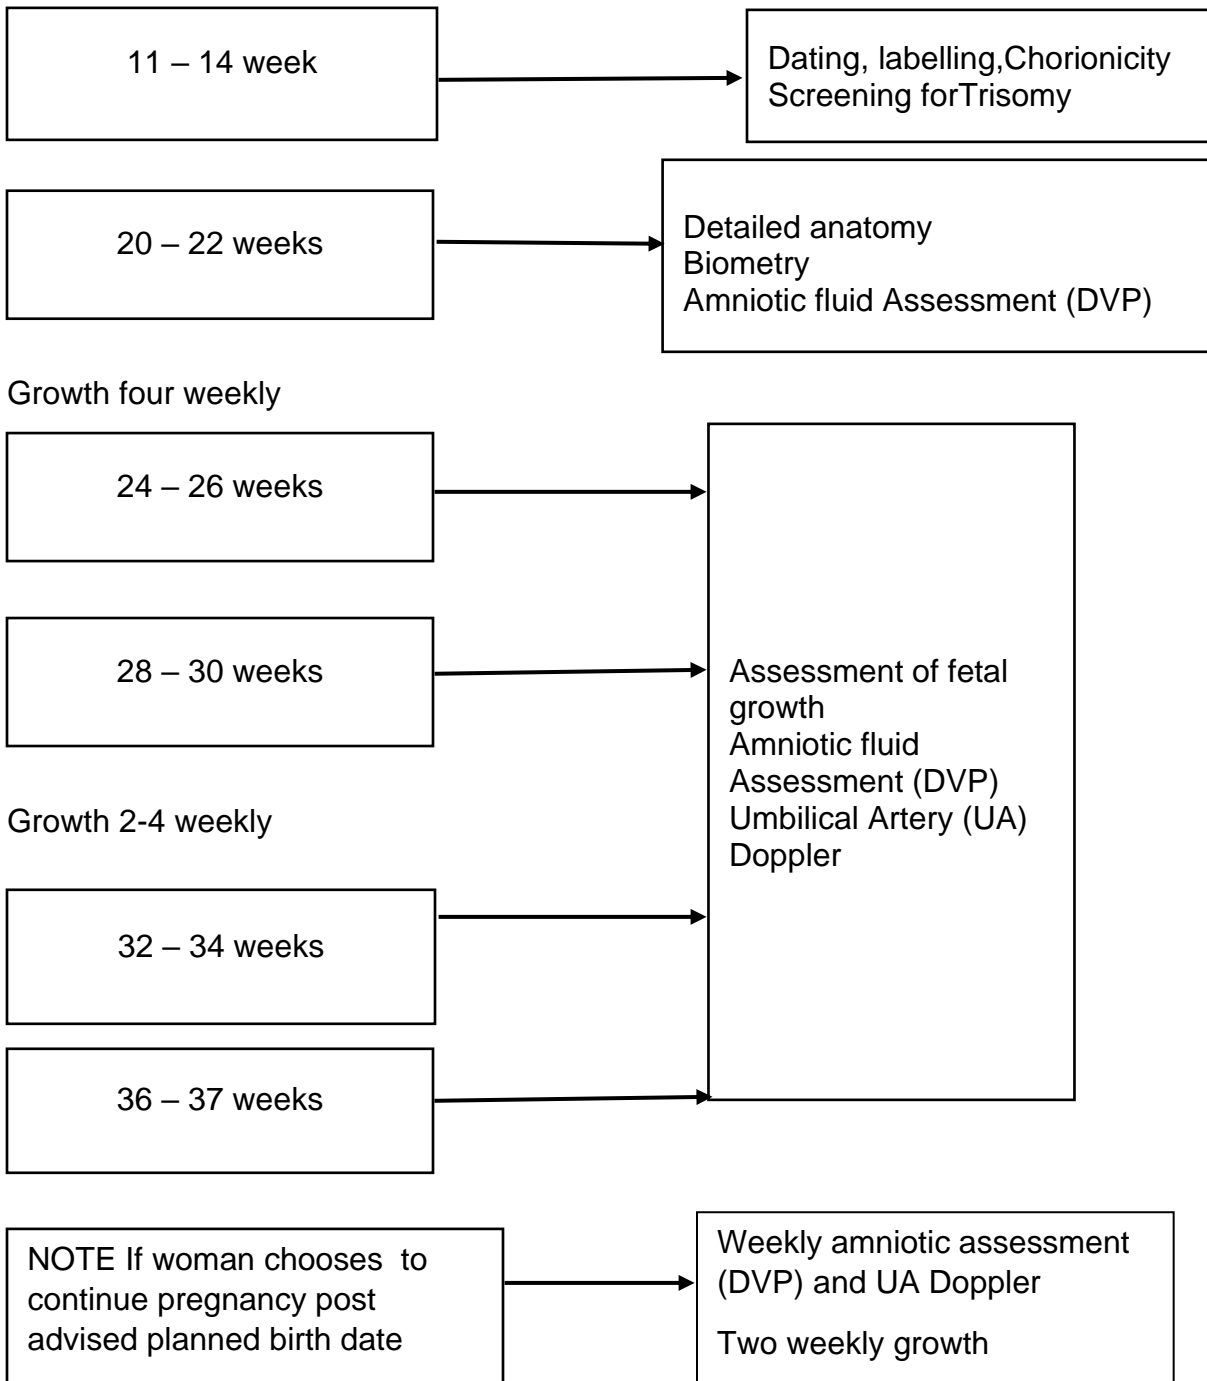 11 – 14 week
Dating, labelling,Chorionicity
Screening forTrisomy
20 – 22 weeks
Detailed anatomy
Biometry
Amniotic fluid Assessment (DVP)
Growth four weekly
24 – 26 weeks
28 – 30 weeks
Assessment of fetal
growth
Amniotic fluid
Assessment (DVP)
Umbilical Artery (UA)
Doppler
Growth 2-4 weekly
32 – 34 weeks
36 – 37 weeks
NOTE If woman chooses  to
continue pregnancy post
advised planned birth date
Weekly amniotic assessment
(DVP) and UA Doppler
Two weekly growth